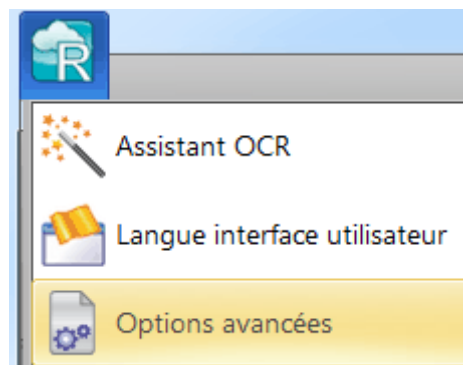 R
Assistant OCR
Langue interface utilisateur
Options avancées